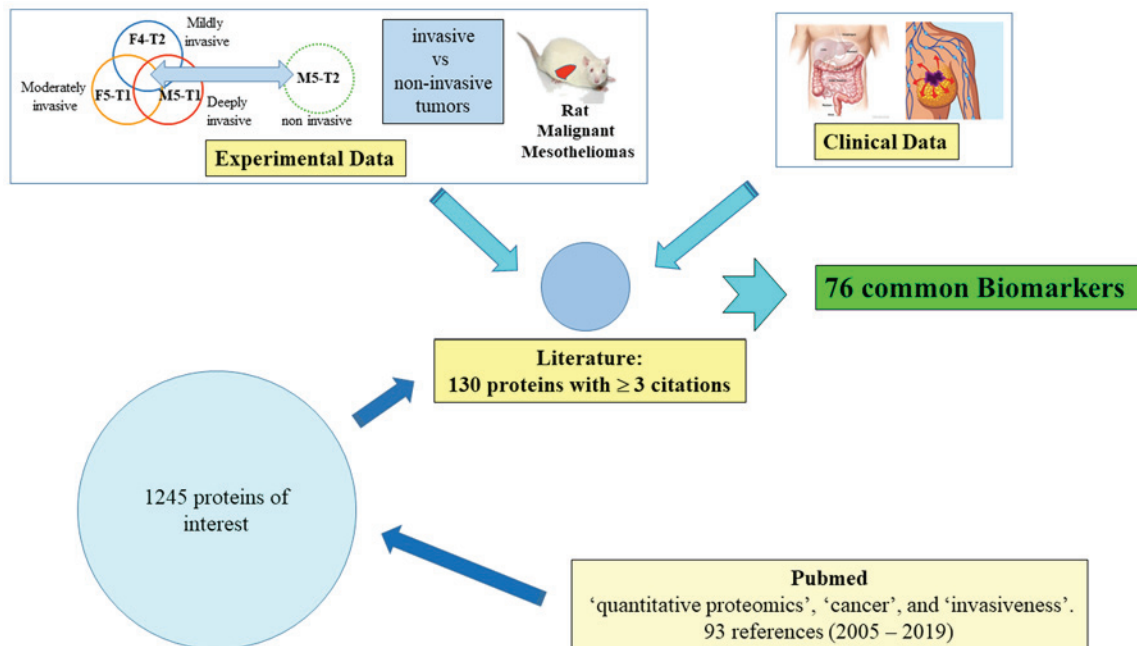 F4-T2
Mildly
invasive
Moderately
invasive
F5-T1
M5-T1
Deeply
invasive
M5-T2
non invasive
invasive
vs
non-invasive
tumors
Rat
Malignant
Mesotheliomas
Experimental Data
Clinical Data
76 common Biomarkers
Literature:
130 proteins with ≥ 3 citations
1245 proteins of
interest
Pubmed
‘quantitative proteomics’, ‘cancer’, and ‘invasiveness’.
93 references (2005 – 2019)